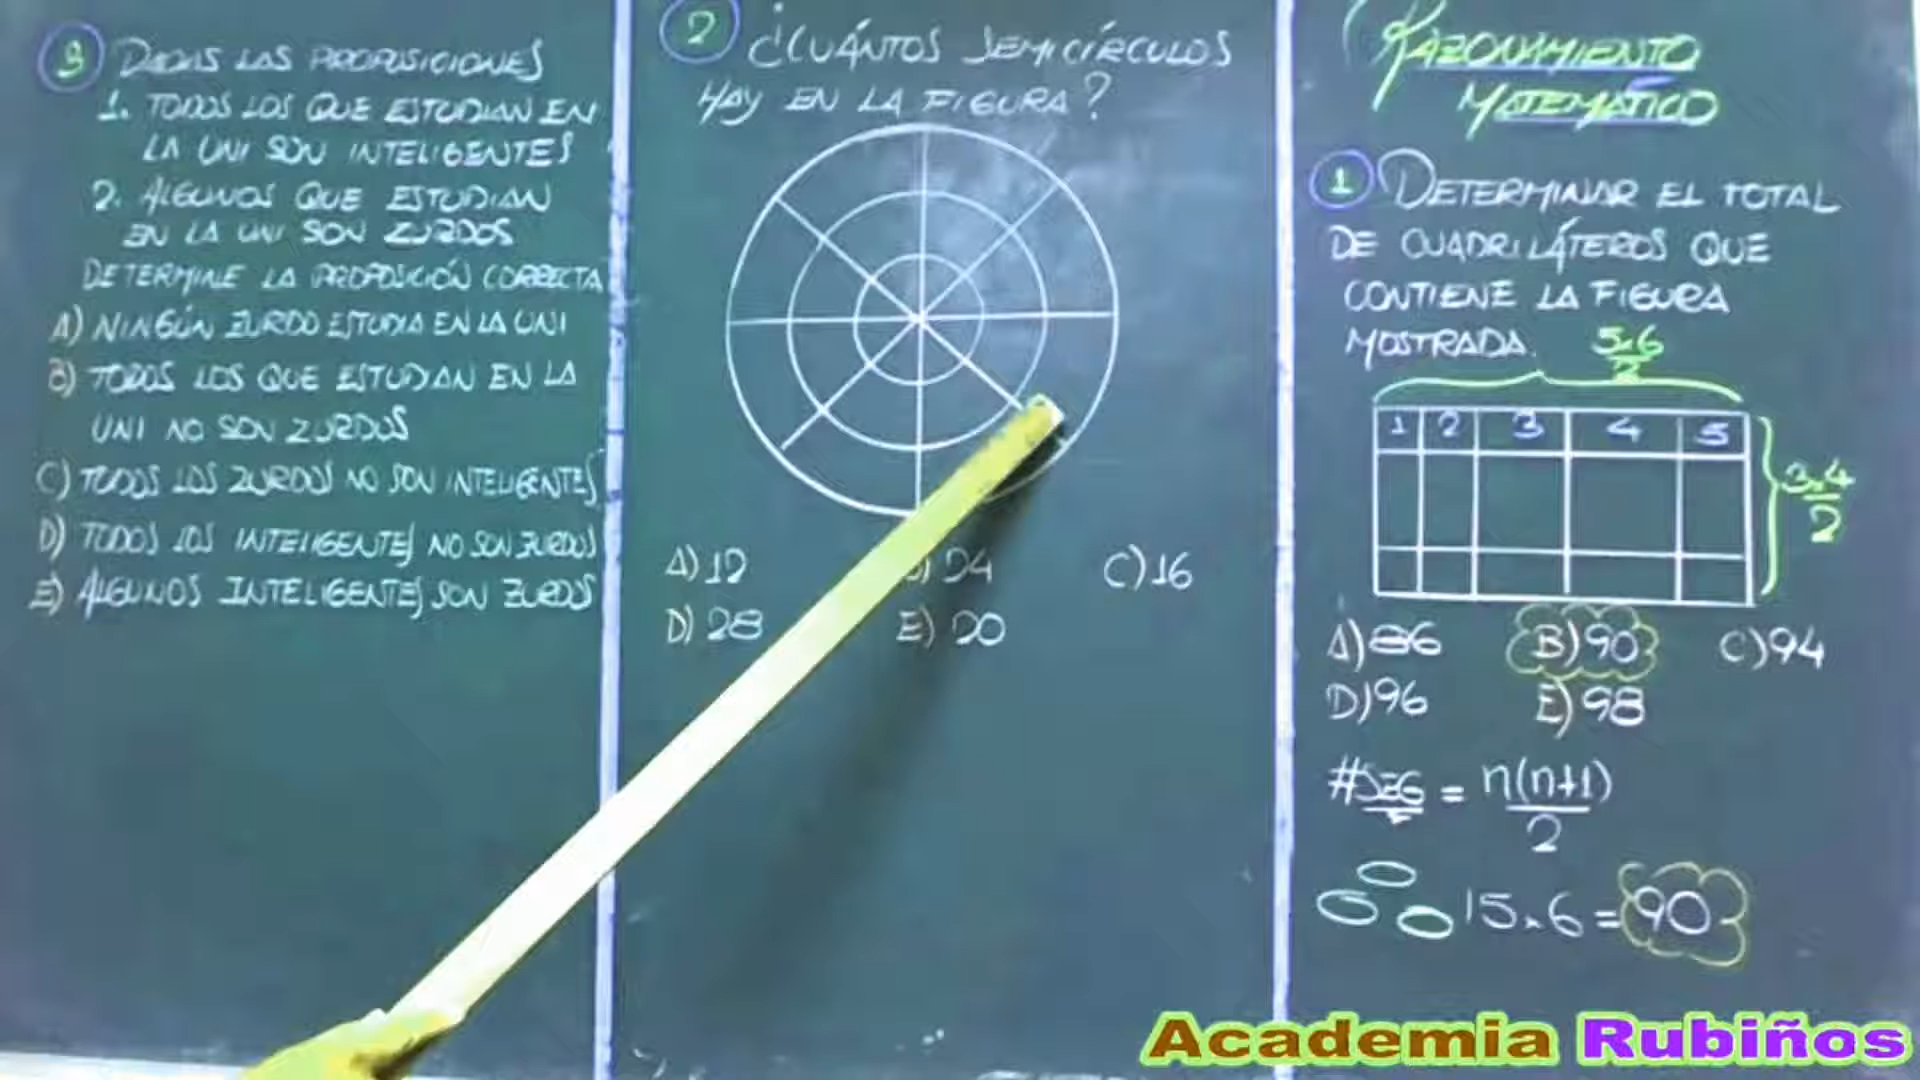 3 DADAS LAS PROPOSICIONES
1. TODOS LOS QUE ESTUDIAN EN
LA UNI SON INTELIGENTES
2. ALGUNOS QUE ESTUDIAN
EN LA UNI SON ZURDOS
DETERMINE LA PROPOSICIÓN CORRECTA
A) NINGÚN ZURDO ESTUDIA EN LA UNI
B) TODOS LOS QUE ESTUDIAN EN LA
UNI NO SON ZURDOS
C) TODOS LOS ZURDOS NO SON INTELIGENTES
D) TODOS LOS INTELIGENTES NO SON ZURDOS
E) ALGUNOS INTELIGENTES SON ZURDOS
2 ¿CUÁNTOS SEMICÍRCULOS
HAY EN LA FIGURA?
A) 12 24 C) 16
D) 28 E) 20
RAZONAMIENTO
MATEMÁTICO
1 DETERMINAR EL TOTAL
DE CUADRILÁTEROS QUE
CONTIENE LA FIGURA
MOSTRADA.
5×6
2
1 2 3 4 5
3×4
2
A) 86 B) 90 C) 94
D) 96 E) 98
#SEG = n(n+1)
2
15×6 = 90
Academia Rubiños